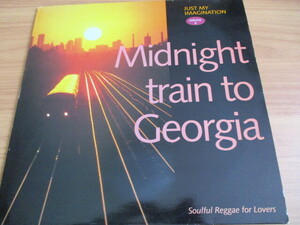 JUST MY
IMAGINATION
Midnight
train to
Georgia
Soulful Reggae for Lovers